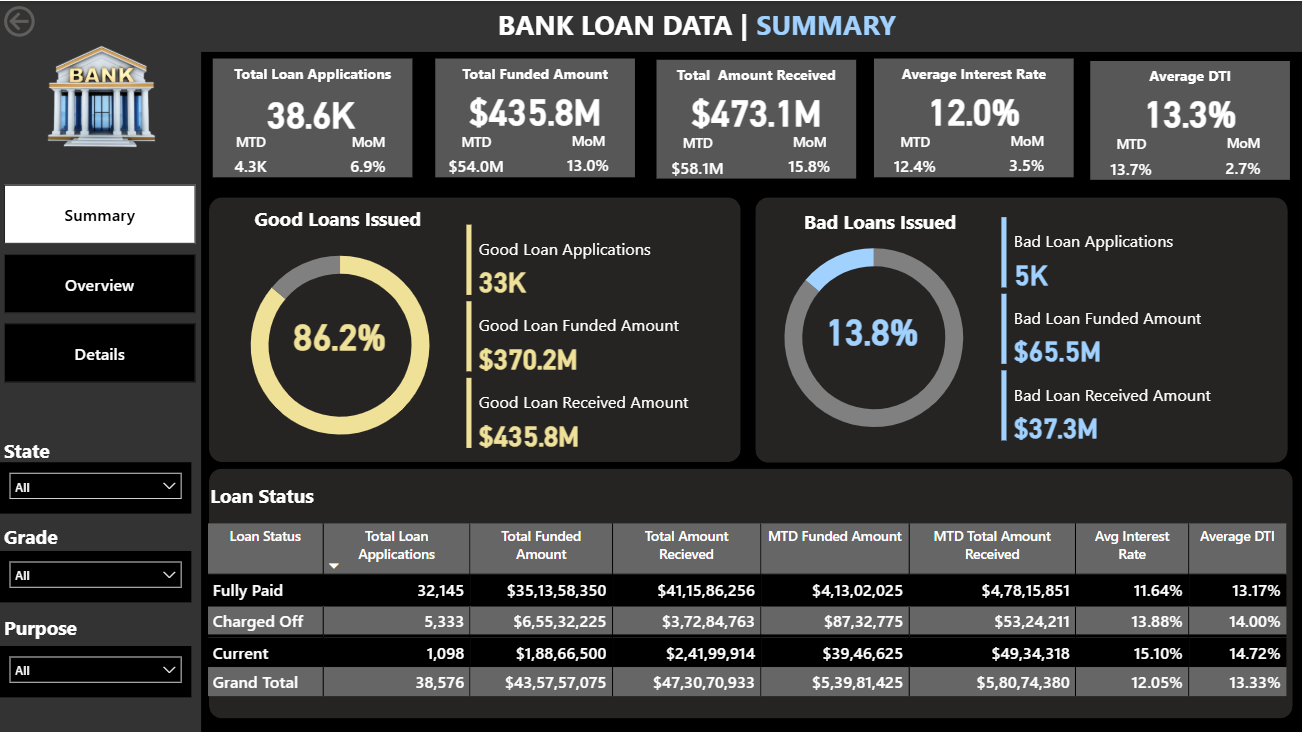 BANK LOAN DATA | SUMMARY
BANK
Summary
Overview
Details
State
All
Grade
All
Purpose
All
Total Loan Applications
38.6K
MTD MoM
4.3K 6.9%
Total Funded Amount
$435.8M
MTD MoM
$54.0M 13.0%
Total Amount Received
$473.1M
MTD MoM
$58.1M 15.8%
Average Interest Rate
12.0%
MTD MoM
12.4% 3.5%
Average DTI
13.3%
MTD MoM
13.7% 2.7%
Good Loans Issued
86.2%
Good Loan Applications
33K
Good Loan Funded Amount
$370.2M
Good Loan Received Amount
$435.8M
Bad Loans Issued
13.8%
Bad Loan Applications
5K
Bad Loan Funded Amount
$65.5M
Bad Loan Received Amount
$37.3M
Loan Status
Loan Status Total Loan Applications Total Funded Amount Total Amount Recieved MTD Funded Amount MTD Total Amount Received Avg Interest Rate Average DTI
Fully Paid 32,145 $35,13,58,350 $41,15,86,256 $4,13,02,025 $4,78,15,851 11.64% 13.17%
Charged Off 5,333 $6,55,32,225 $3,72,84,763 $87,32,775 $53,24,211 13.88% 14.00%
Current 1,098 $1,88,66,500 $2,41,99,914 $39,46,625 $49,34,318 15.10% 14.72%
Grand Total 38,576 $43,57,57,075 $47,30,70,933 $5,39,81,425 $5,80,74,380 12.05% 13.33%